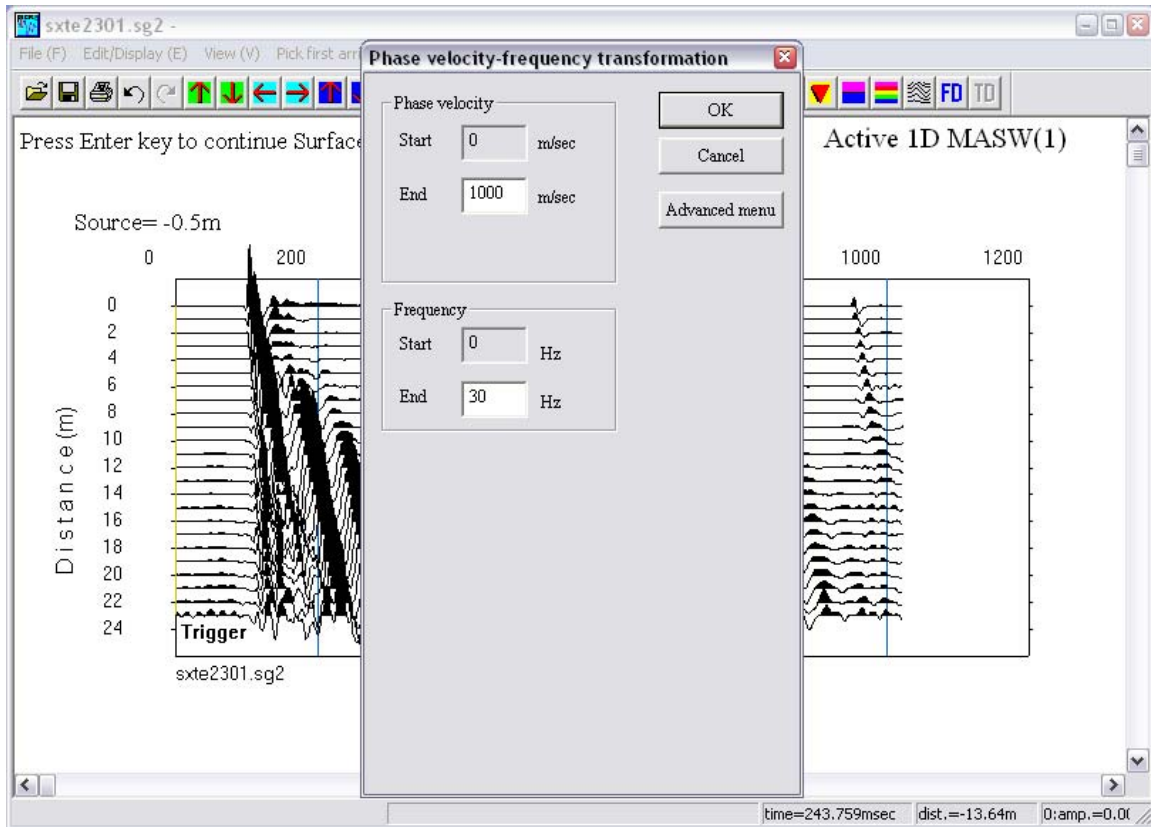 sxte2301.sg2 -
File (F) Edit/Display (E) View (V) Pick first arri
Phase velocity-frequency transformation
FD TD
Press Enter key to continue Surface
Active 1D MASW(1)
Phase velocity
Start 0 m/sec
End 1000 m/sec
OK
Cancel
Advanced menu
Frequency
Start 0 Hz
End 30 Hz
Source= -0.5m
0 200 1000 1200
Distance (m)
0
2
4
6
8
10
12
14
16
18
20
22
24
Trigger
sxte2301.sg2
time=243.759msec dist.=-13.64m 0:amp.=0.0